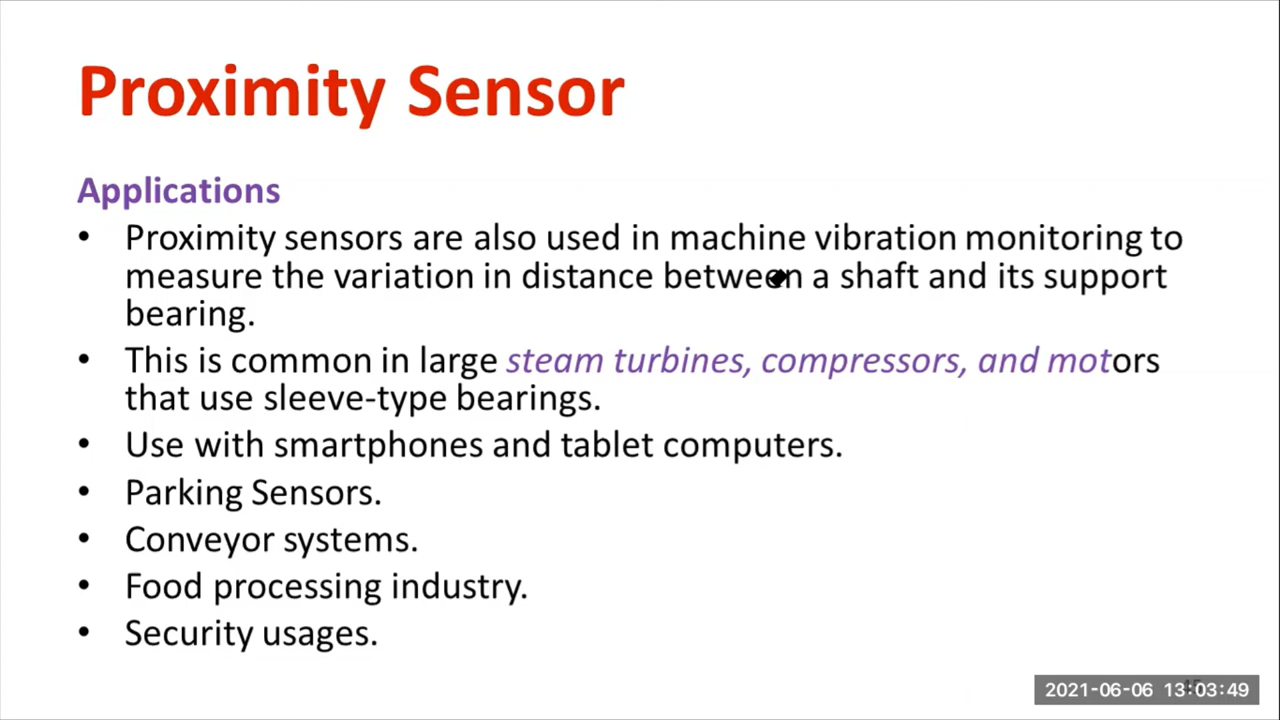 Proximity Sensor
Applications
• Proximity sensors are also used in machine vibration monitoring to
measure the variation in distance between a shaft and its support
bearing.
• This is common in large steam turbines, compressors, and motors
that use sleeve-type bearings.
• Use with smartphones and tablet computers.
• Parking Sensors.
• Conveyor systems.
• Food processing industry.
• Security usages.
2021-06-06 13:03:49